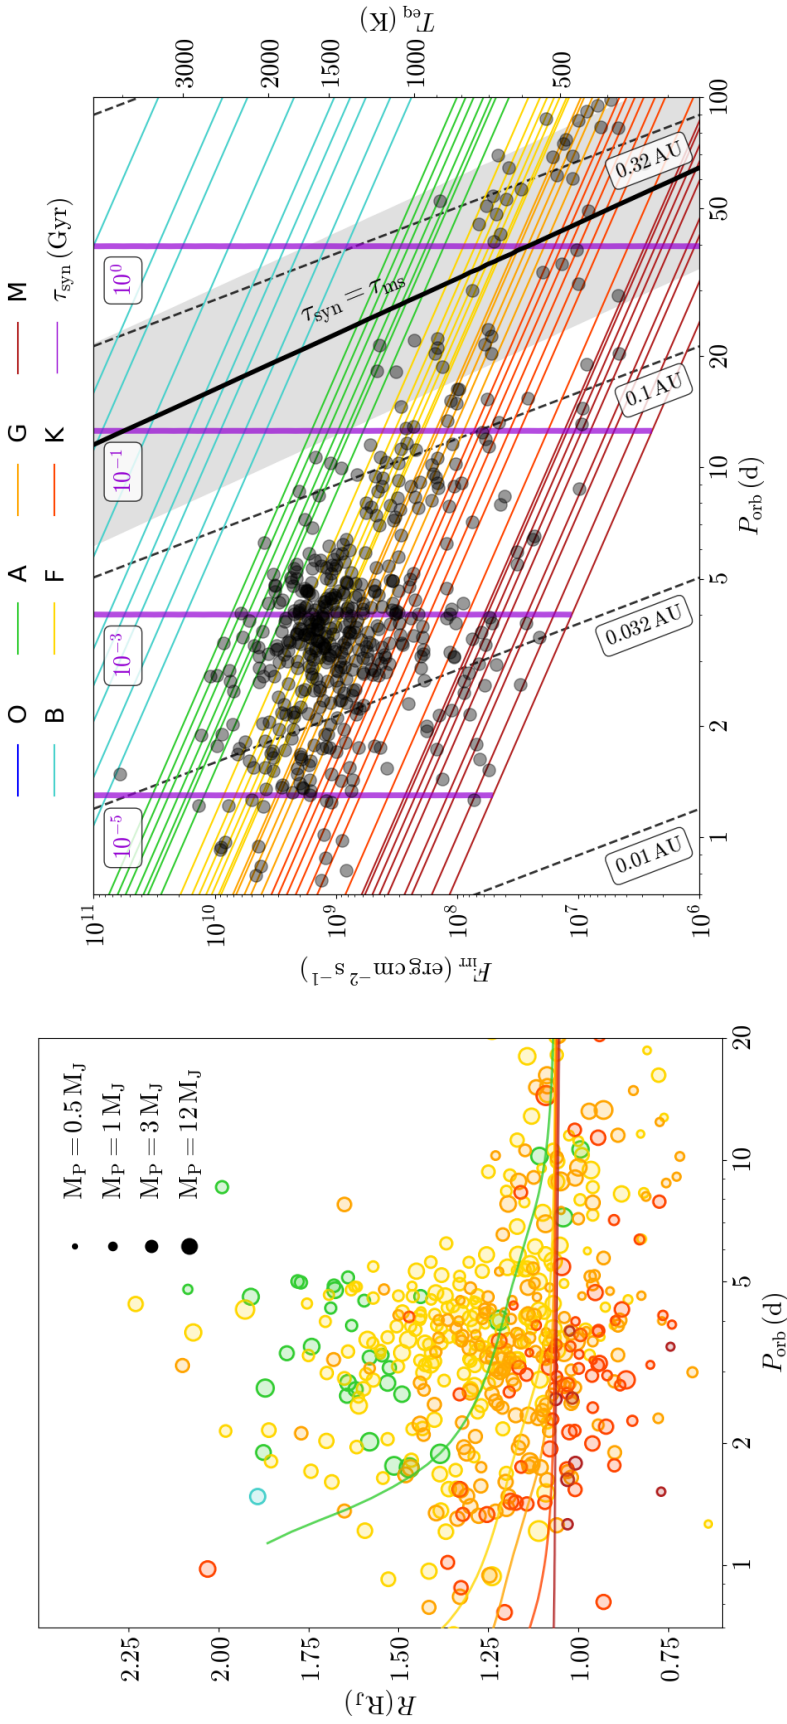 M_P = 0.5 M_J
M_P = 1 M_J
M_P = 3 M_J
M_P = 12 M_J
R (R_J)
2.25
2.00
1.75
1.50
1.25
1.00
0.75
1
2
5
10
20
P_orb (d)
O
A
G
M
B
F
K
τ_syn (Gyr)
10^−5
10^−3
10^−1
10^0
τ_syn = τ_ms
0.01 AU
0.032 AU
0.1 AU
0.32 AU
F_irr (erg cm^−2 s^−1)
10^11
10^10
10^9
10^8
10^7
10^6
1
2
5
10
20
50
100
P_orb (d)
3000
2000
1500
1000
500
T_eq (K)